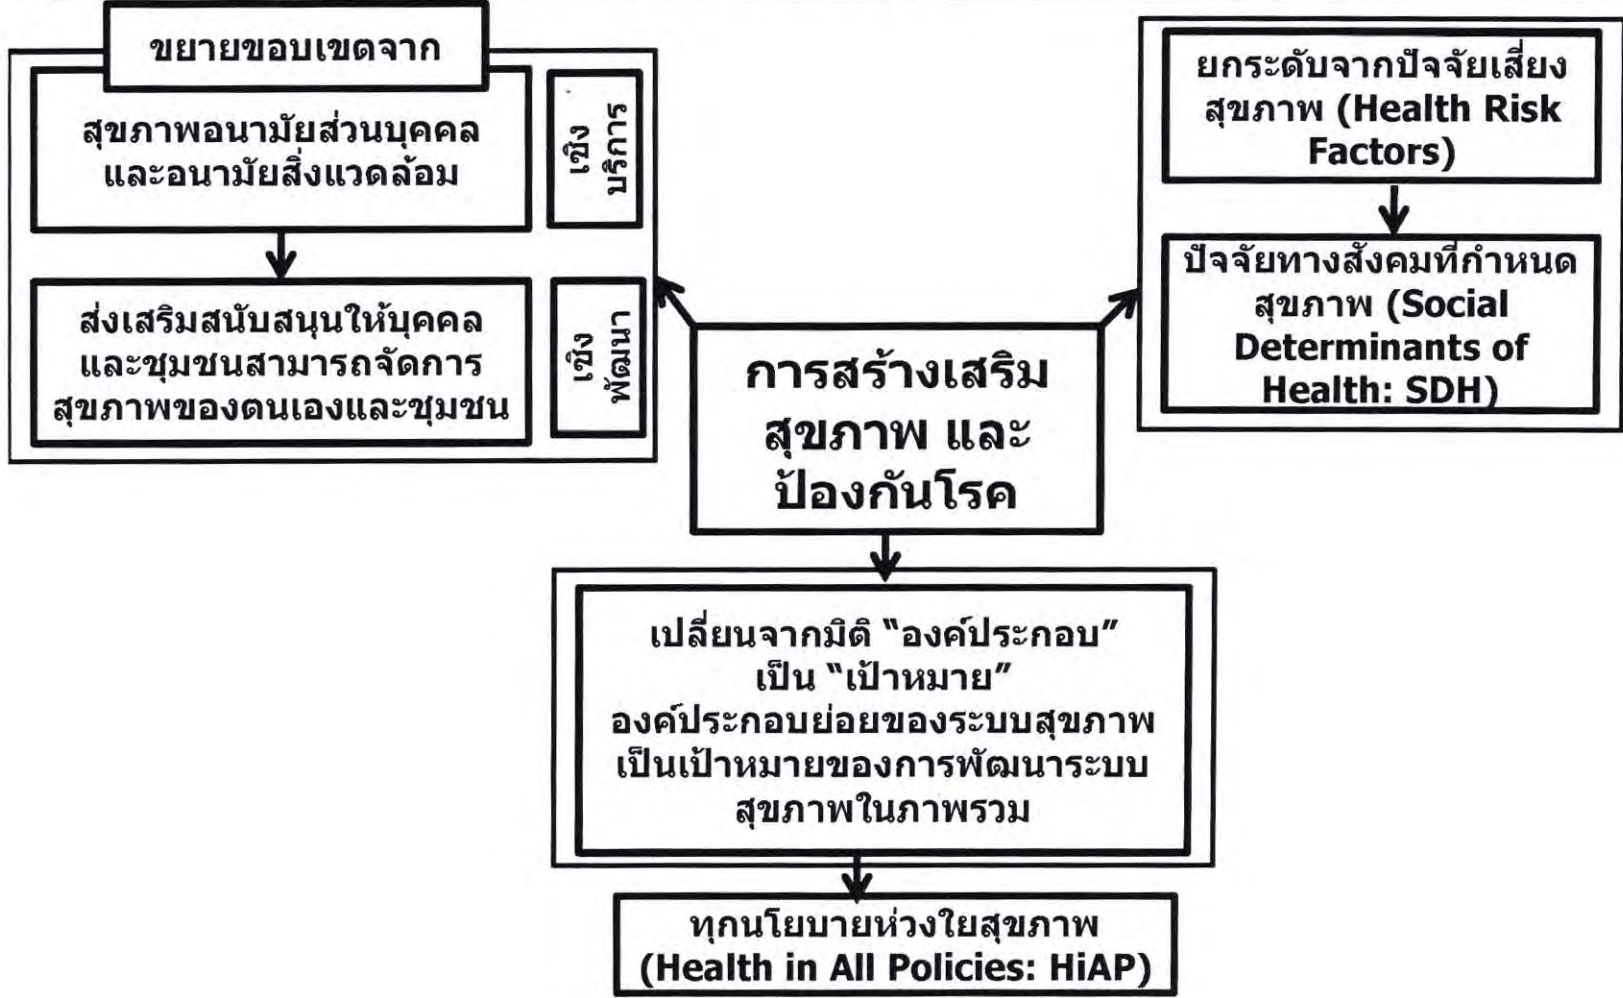 ขยายขอบเขตจาก
สุขภาพอนามัยส่วนบุคคล
และอนามัยสิ่งแวดล้อม
เชิง
บริการ
ส่งเสริมสนับสนุนให้บุคคล
และชุมชนสามารถจัดการ
สุขภาพของตนเองและชุมชน
เชิง
พัฒนา
การสร้างเสริม
สุขภาพ และ
ป้องกันโรค
ยกระดับจากปัจจัยเสี่ยง
สุขภาพ (Health Risk
Factors)
ปัจจัยทางสังคมที่กำหนด
สุขภาพ (Social
Determinants of
Health: SDH)
เปลี่ยนจากมิติ “องค์ประกอบ”
เป็น “เป้าหมาย”
องค์ประกอบย่อยของระบบสุขภาพ
เป็นเป้าหมายของการพัฒนาระบบ
สุขภาพในภาพรวม
ทุกนโยบายห่วงใยสุขภาพ
(Health in All Policies: HiAP)